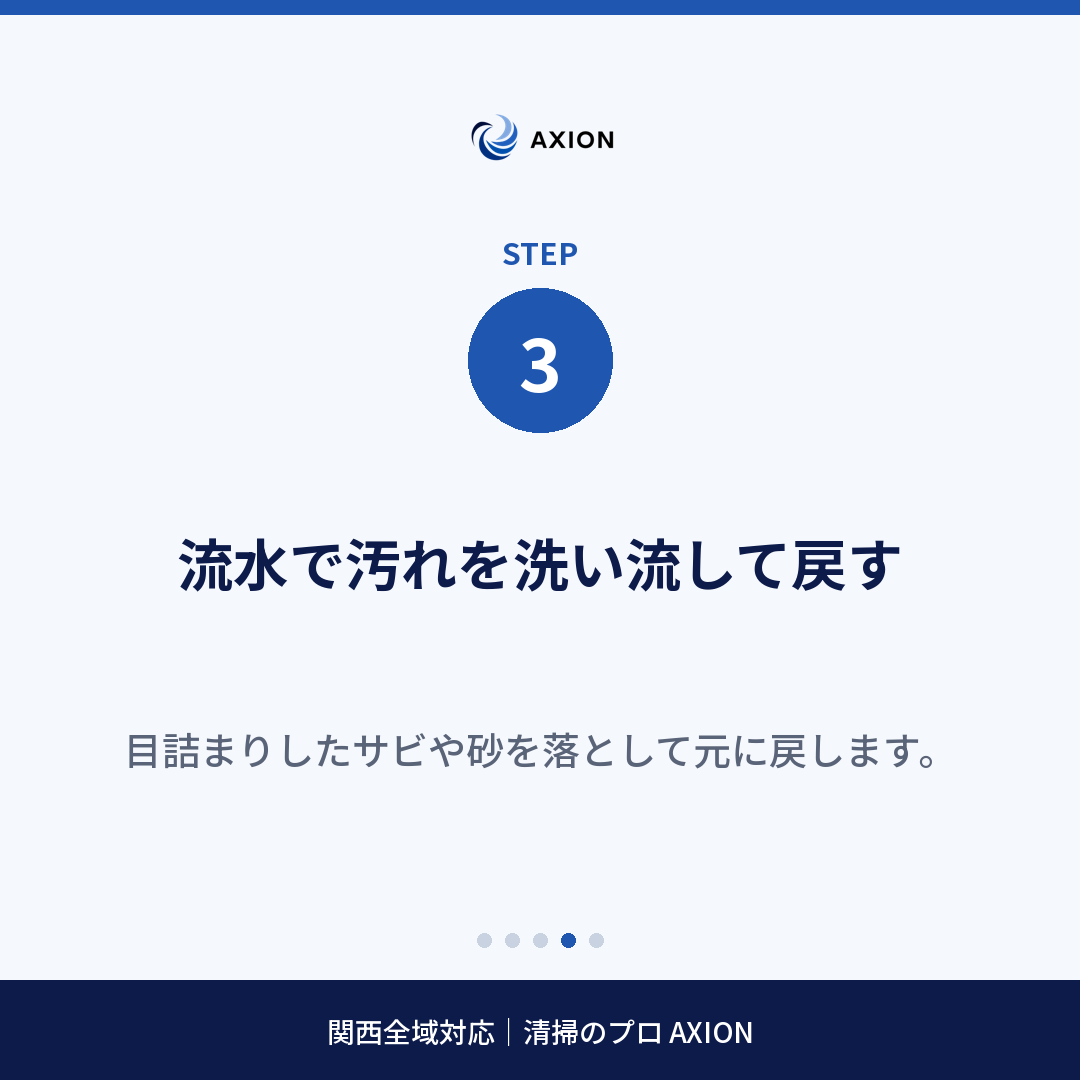 AXION
STEP
3
流水で汚れを洗い流して戻す
目詰まりしたサビや砂を落として元に戻します。
関西全域対応｜清掃のプロ AXION